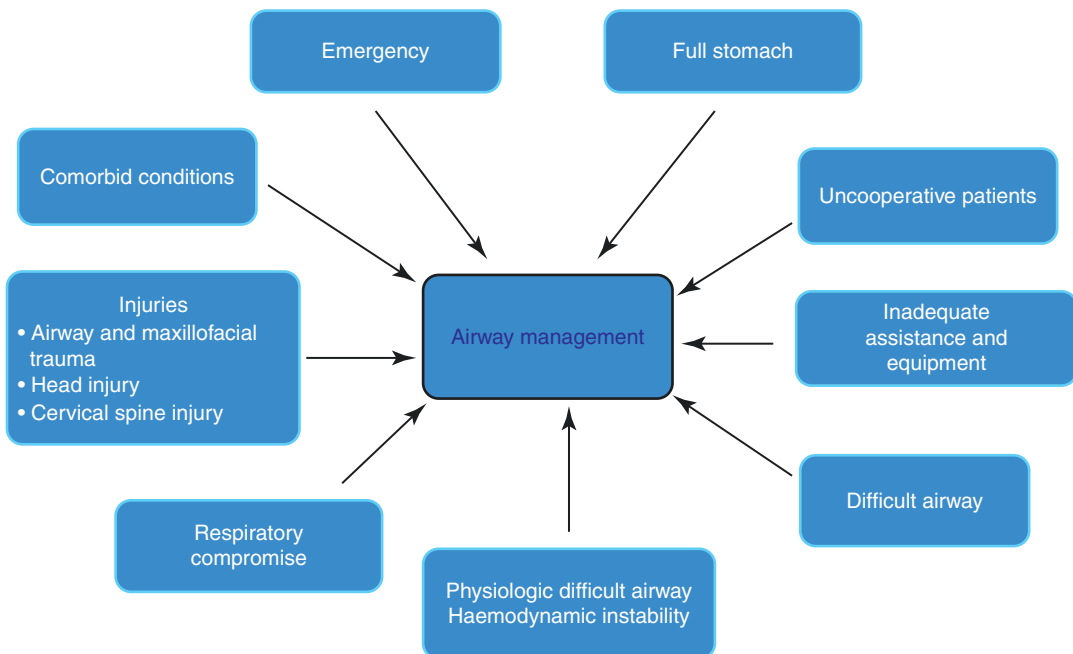 Emergency
Full stomach
Comorbid conditions
Uncooperative patients
Injuries
• Airway and maxillofacial
trauma
• Head injury
• Cervical spine injury
Airway management
Inadequate
assistance and
equipment
Respiratory
compromise
Physiologic difficult airway
Haemodynamic instability
Difficult airway